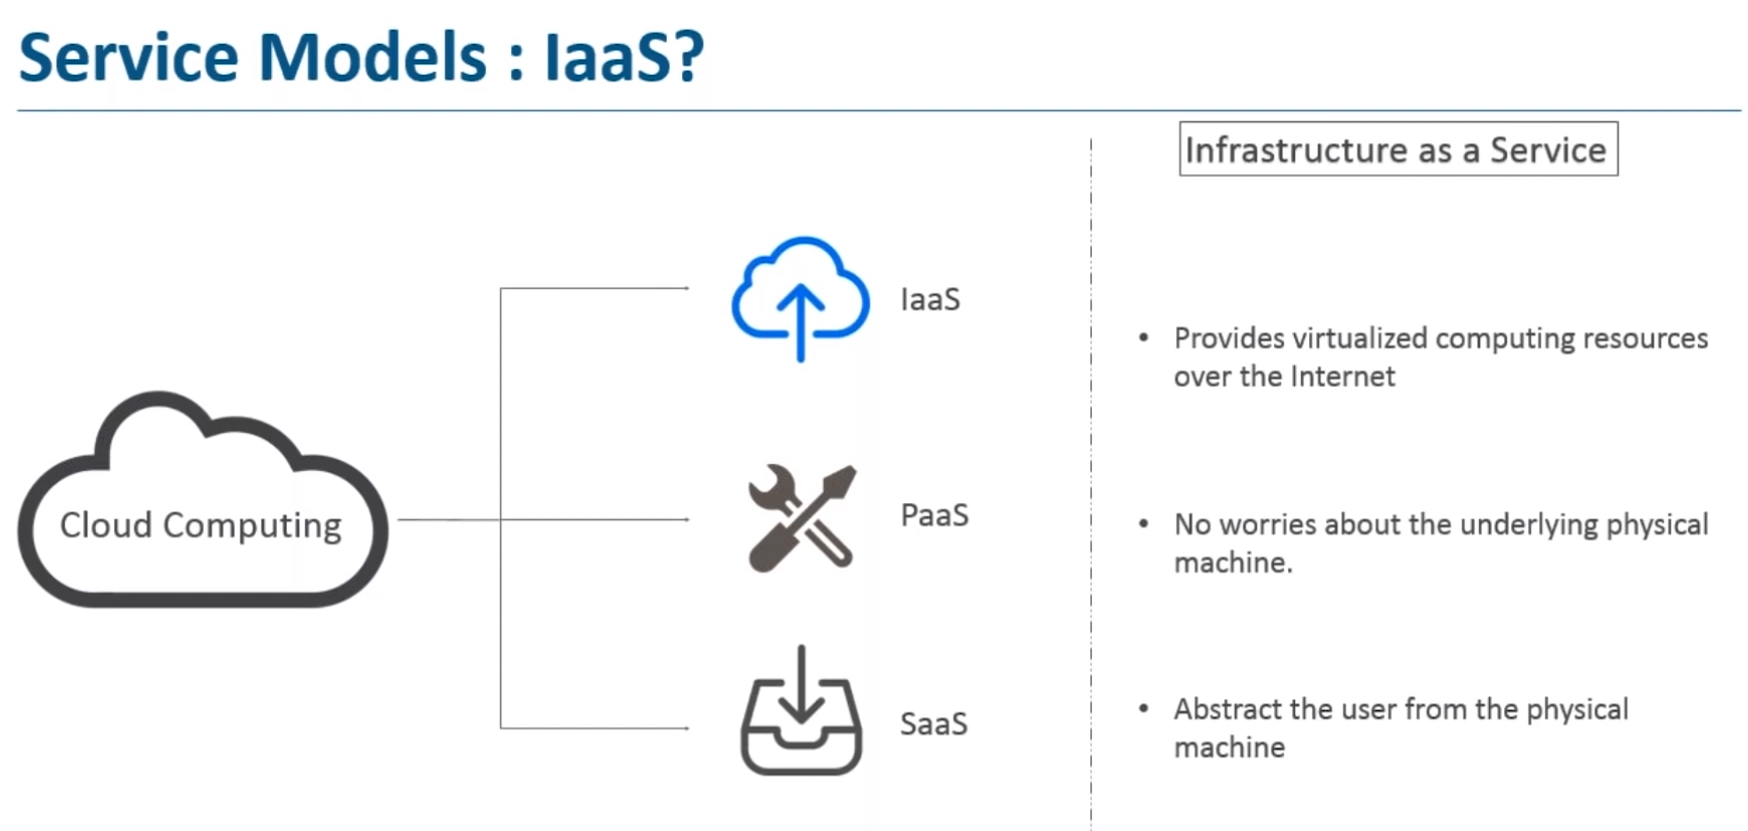 Service Models : IaaS?
Infrastructure as a Service
IaaS
PaaS
SaaS
Cloud Computing
• Provides virtualized computing resources
over the Internet
• No worries about the underlying physical
machine.
• Abstract the user from the physical
machine